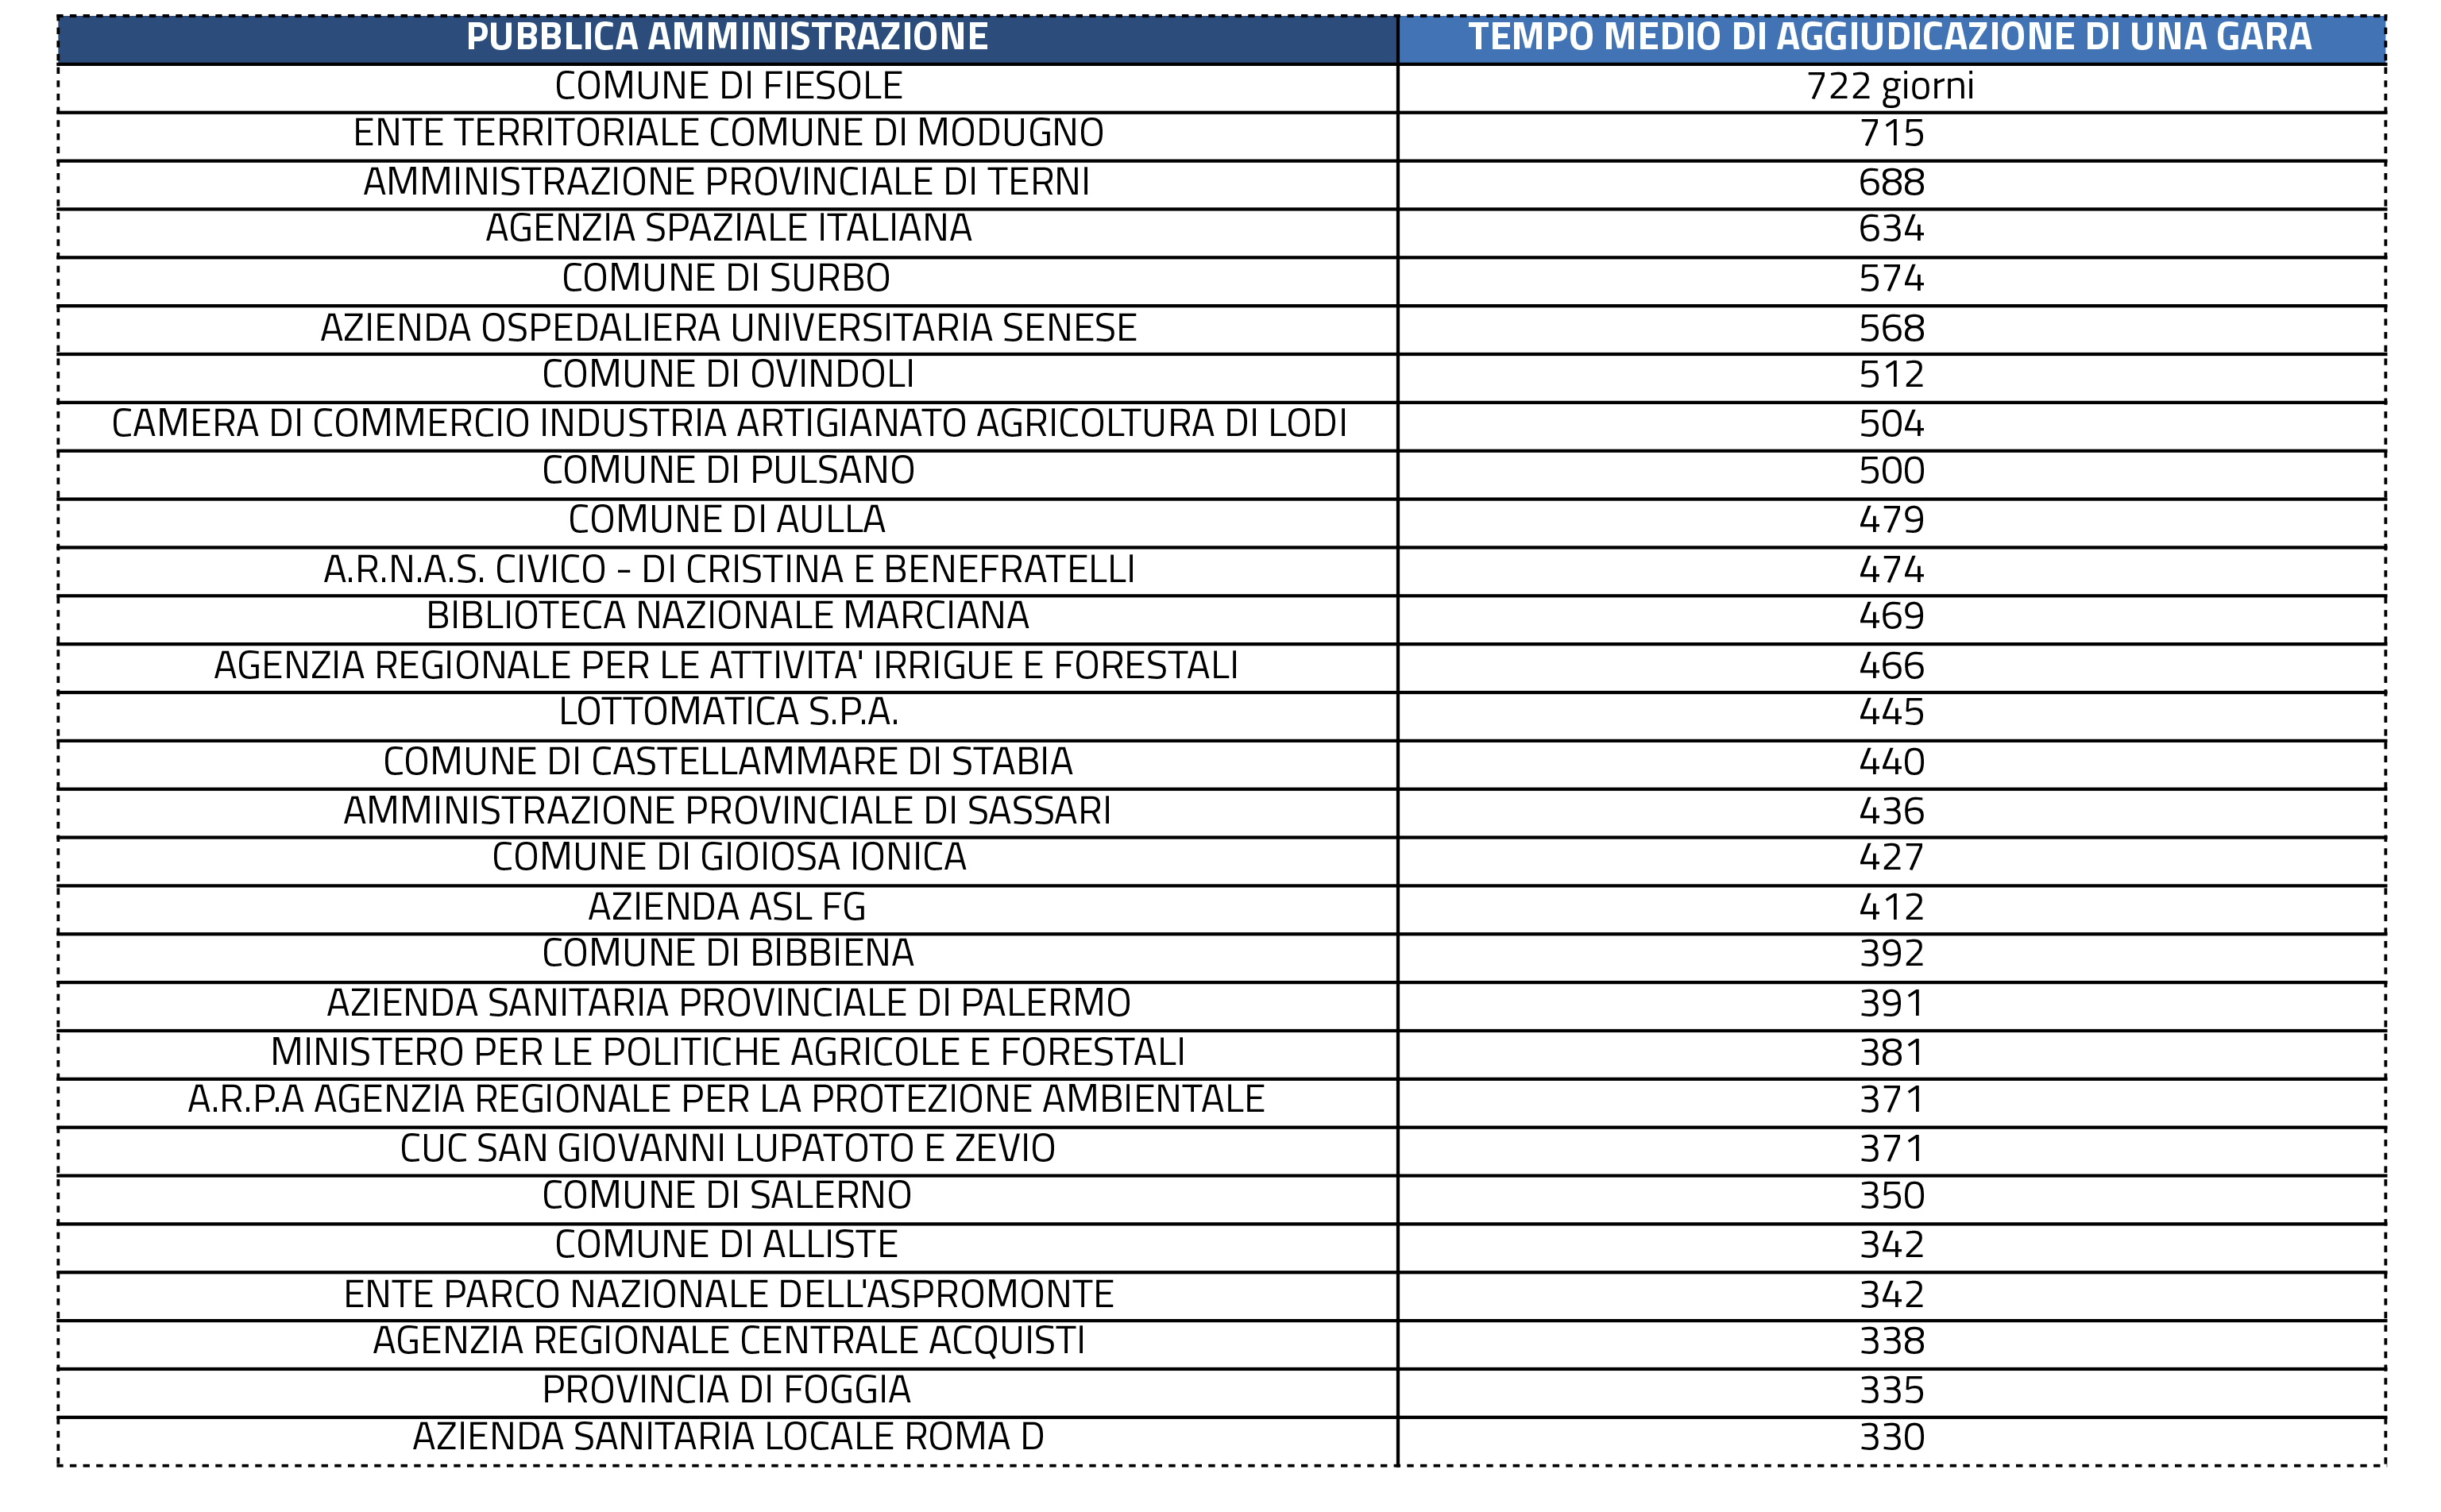 PUBBLICA AMMINISTRAZIONE TEMPO MEDIO DI AGGIUDICAZIONE DI UNA GARA
COMUNE DI FIESOLE 722 giorni
ENTE TERRITORIALE COMUNE DI MODUGNO 715
AMMINISTRAZIONE PROVINCIALE DI TERNI 688
AGENZIA SPAZIALE ITALIANA 634
COMUNE DI SURBO 574
AZIENDA OSPEDALIERA UNIVERSITARIA SENESE 568
COMUNE DI OVINDOLI 512
CAMERA DI COMMERCIO INDUSTRIA ARTIGIANATO AGRICOLTURA DI LODI 504
COMUNE DI PULSANO 500
COMUNE DI AULLA 479
A.R.N.A.S. CIVICO - DI CRISTINA E BENEFRATELLI 474
BIBLIOTECA NAZIONALE MARCIANA 469
AGENZIA REGIONALE PER LE ATTIVITA' IRRIGUE E FORESTALI 466
LOTTOMATICA S.P.A. 445
COMUNE DI CASTELLAMMARE DI STABIA 440
AMMINISTRAZIONE PROVINCIALE DI SASSARI 436
COMUNE DI GIOIOSA IONICA 427
AZIENDA ASL FG 412
COMUNE DI BIBBIENA 392
AZIENDA SANITARIA PROVINCIALE DI PALERMO 391
MINISTERO PER LE POLITICHE AGRICOLE E FORESTALI 381
A.R.P.A AGENZIA REGIONALE PER LA PROTEZIONE AMBIENTALE 371
CUC SAN GIOVANNI LUPATOTO E ZEVIO 371
COMUNE DI SALERNO 350
COMUNE DI ALLISTE 342
ENTE PARCO NAZIONALE DELL'ASPROMONTE 342
AGENZIA REGIONALE CENTRALE ACQUISTI 338
PROVINCIA DI FOGGIA 335
AZIENDA SANITARIA LOCALE ROMA D 330